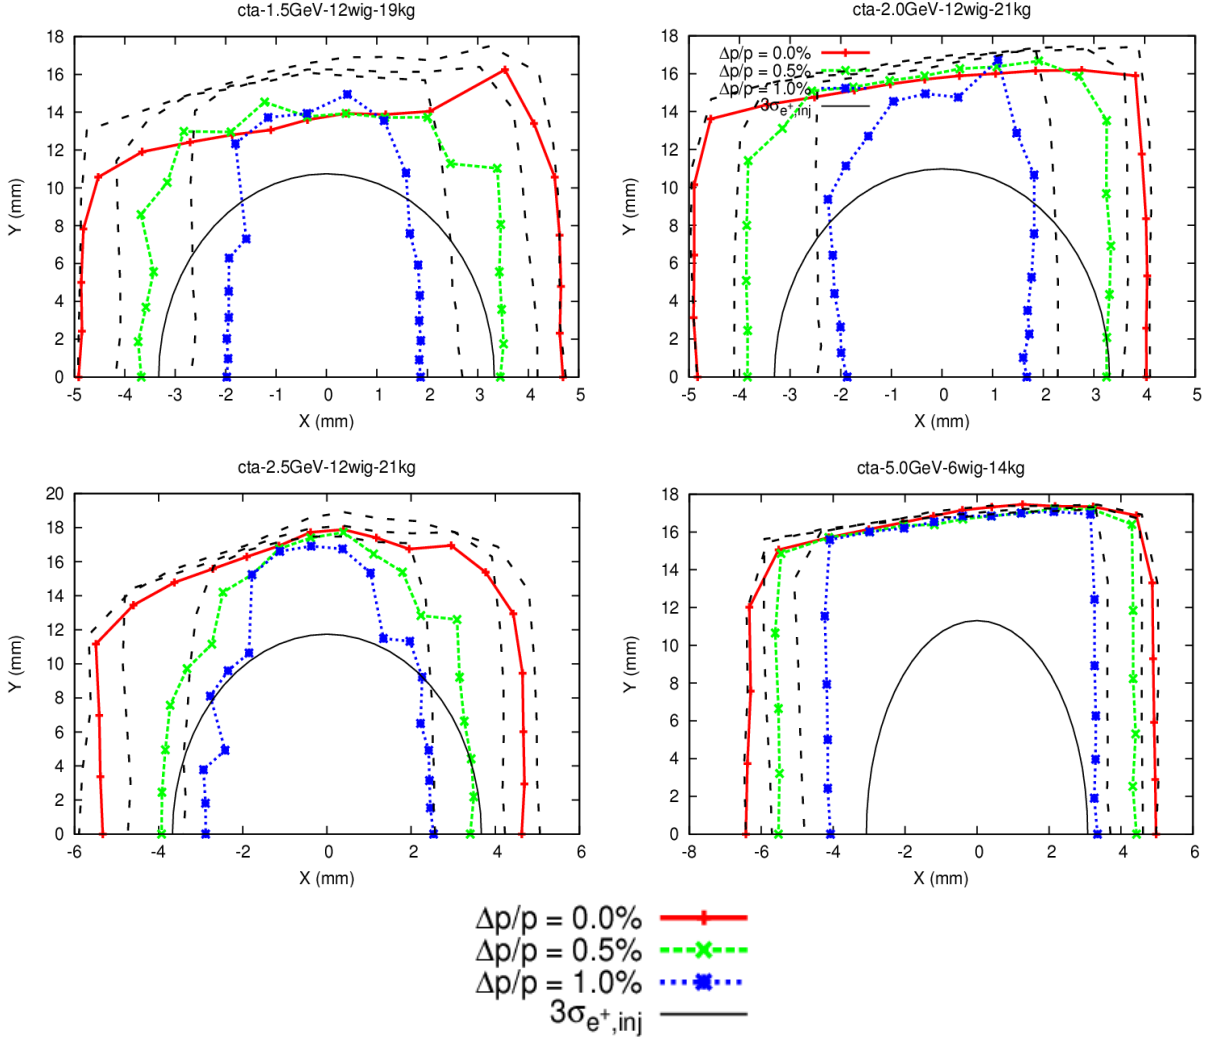 cta-1.5GeV-12wig-19kg
18
16
14
12
10
8
6
4
2
0
Y (mm)
-5 -4 -3 -2 -1 0 1 2 3 4 5
X (mm)
cta-2.0GeV-12wig-21kg
Δp/p = 0.0%
Δp/p = 0.5%
Δp/p = 1.0%
3σe+,inj
18
16
14
12
10
8
6
4
2
0
Y (mm)
-5 -4 -3 -2 -1 0 1 2 3 4 5
X (mm)
cta-2.5GeV-12wig-21kg
20
18
16
14
12
10
8
6
4
2
0
Y (mm)
-6 -4 -2 0 2 4 6
X (mm)
cta-5.0GeV-6wig-14kg
18
16
14
12
10
8
6
4
2
0
Y (mm)
-8 -6 -4 -2 0 2 4 6
X (mm)
Δp/p = 0.0%
Δp/p = 0.5%
Δp/p = 1.0%
3σe+,inj